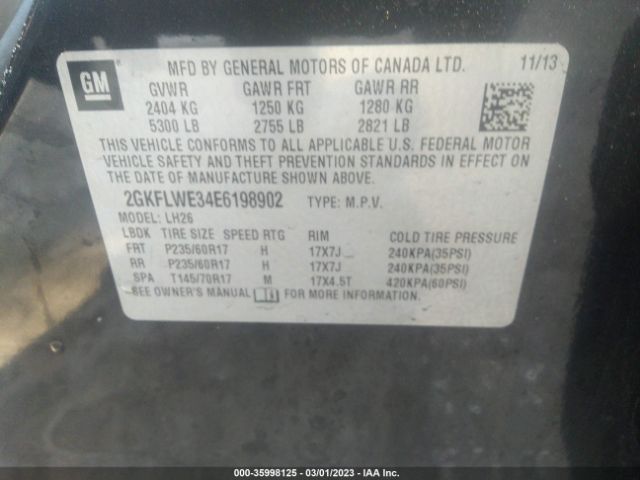 GM
MFD BY GENERAL MOTORS OF CANADA LTD. 11/13
GVWR GAWR FRT GAWR RR
2404 KG 1250 KG 1280 KG
5300 LB 2755 LB 2821 LB
THIS VEHICLE CONFORMS TO ALL APPLICABLE U.S. FEDERAL MOTOR
VEHICLE SAFETY AND THEFT PREVENTION STANDARDS IN EFFECT ON
THE DATE OF MANUFACTURE SHOWN ABOVE.
2GKFLWE34E6198902 TYPE: M.P.V.
MODEL: LH26
LBDK TIRE SIZE SPEED RTG RIM COLD TIRE PRESSURE
FRT P235/60R17 H 17X7J 240KPA(35PSI)
RR P235/60R17 H 17X7J 240KPA(35PSI)
SPA T145/70R17 M 17X4.5T 420KPA(60PSI)
SEE OWNER'S MANUAL FOR MORE INFORMATION.
000-35998125 - 03/01/2023 - IAA Inc.